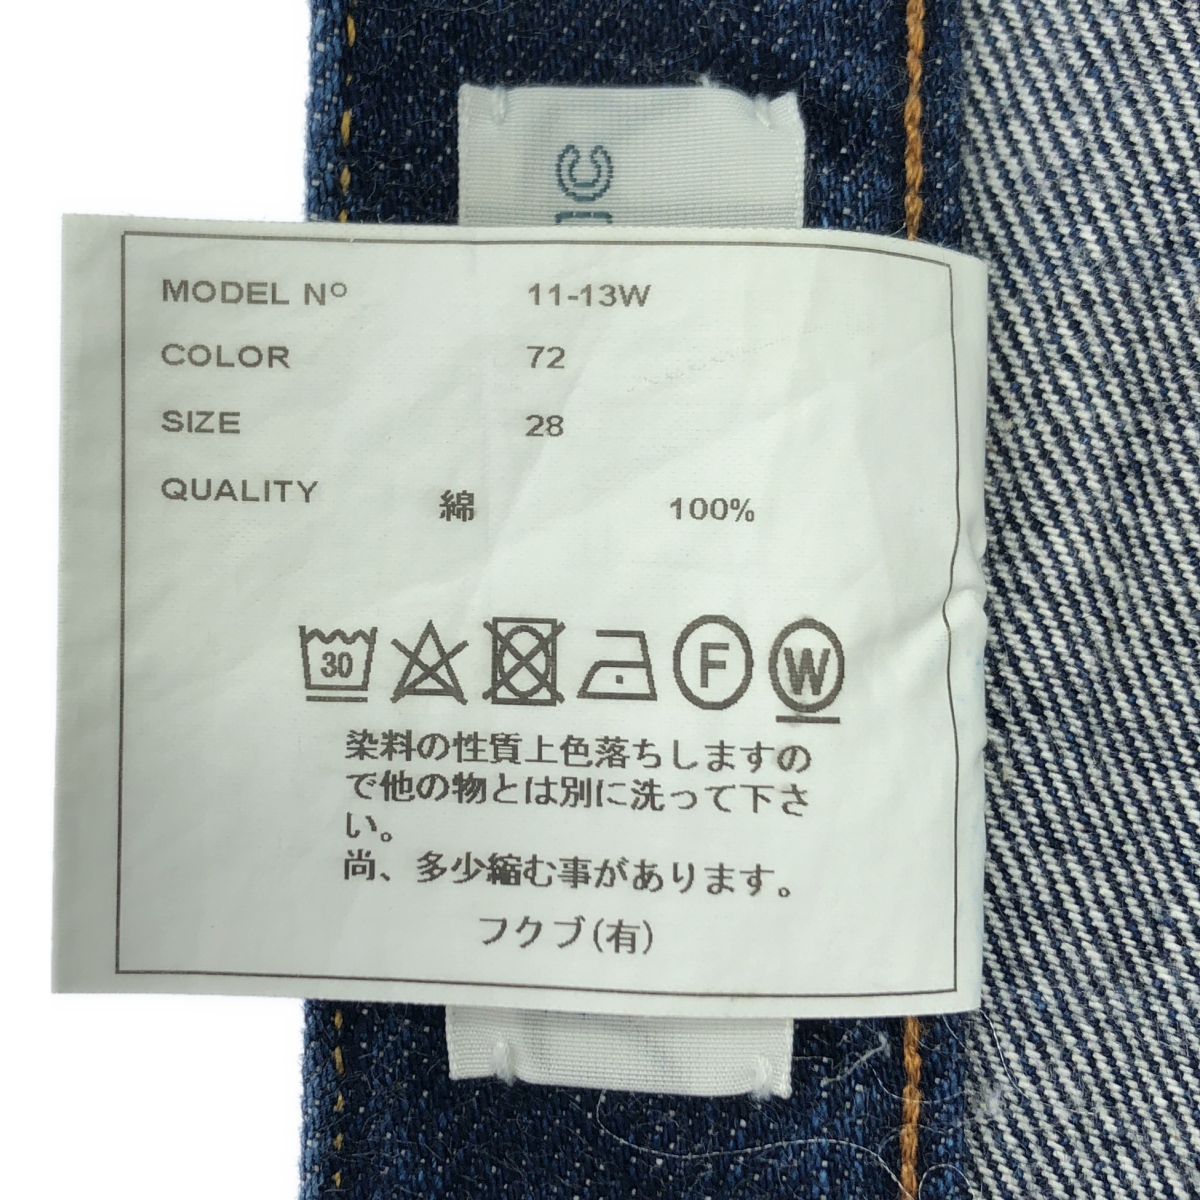 IC
MODEL Nº 11-13W
COLOR 72
SIZE 28
QUALITY 綿 100%
30 F W
染料の性質上色落ちしますの
で他の物とは別に洗って下さ
い。
尚、多少縮む事があります。
フクブ(有)